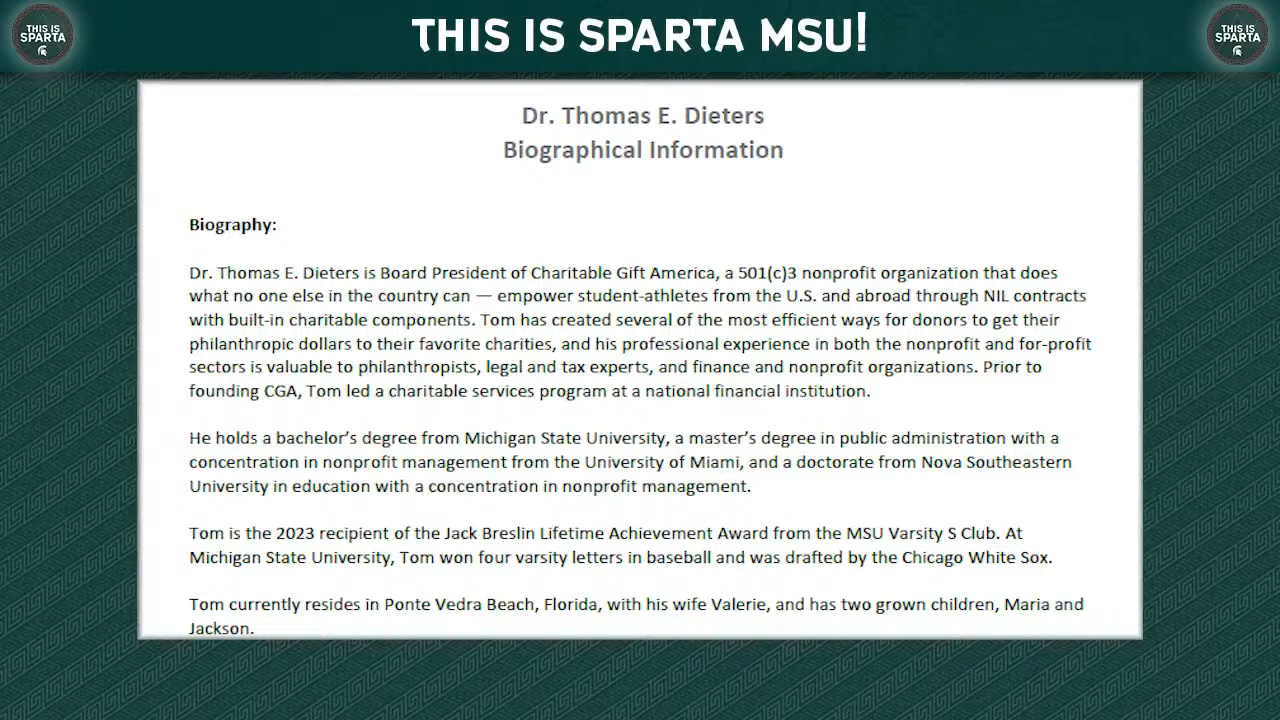 THIS IS SPARTA MSU!
THIS IS
SPARTA
THIS IS
SPARTA
Dr. Thomas E. Dieters
Biographical Information
Biography:
Dr. Thomas E. Dieters is Board President of Charitable Gift America, a 501(c)3 nonprofit organization that does
what no one else in the country can — empower student-athletes from the U.S. and abroad through NIL contracts
with built-in charitable components. Tom has created several of the most efficient ways for donors to get their
philanthropic dollars to their favorite charities, and his professional experience in both the nonprofit and for-profit
sectors is valuable to philanthropists, legal and tax experts, and finance and nonprofit organizations. Prior to
founding CGA, Tom led a charitable services program at a national financial institution.
He holds a bachelor’s degree from Michigan State University, a master’s degree in public administration with a
concentration in nonprofit management from the University of Miami, and a doctorate from Nova Southeastern
University in education with a concentration in nonprofit management.
Tom is the 2023 recipient of the Jack Breslin Lifetime Achievement Award from the MSU Varsity S Club. At
Michigan State University, Tom won four varsity letters in baseball and was drafted by the Chicago White Sox.
Tom currently resides in Ponte Vedra Beach, Florida, with his wife Valerie, and has two grown children, Maria and
Jackson.